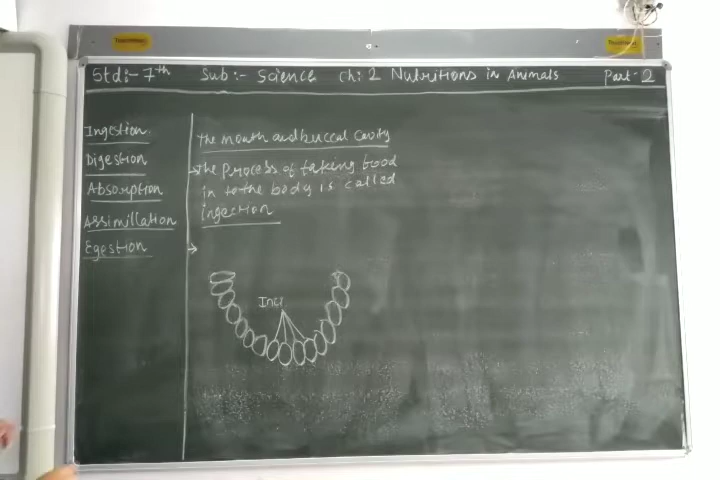 Std:- 7th Sub:- Science Ch: 2 Nutritions in Animals Part-2
Ingestion
Digestion
Absorption
Assimillation
Egestion
The mouth and buccal cavity
→ The process of taking food
in to the body is called
ingection
→
Inci